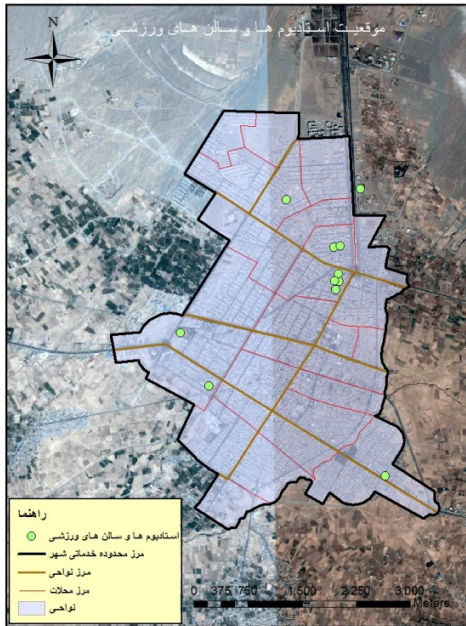 موقعیت استادیوم ها و سالن های ورزشی
N
راهنما
استادیوم ها و سالن های ورزشی
مرز محدوده خدماتی شهر
مرز نواحی
مرز محلات
نواحی
0 375 750 1,500 2,250 3,000
Meters